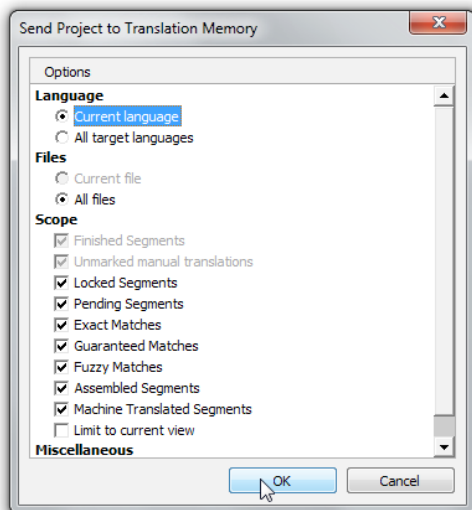 Send Project to Translation Memory
Options
Language
Current language
All target languages
Files
Current file
All files
Scope
Finished Segments
Unmarked manual translations
Locked Segments
Pending Segments
Exact Matches
Guaranteed Matches
Fuzzy Matches
Assembled Segments
Machine Translated Segments
Limit to current view
Miscellaneous
OK Cancel